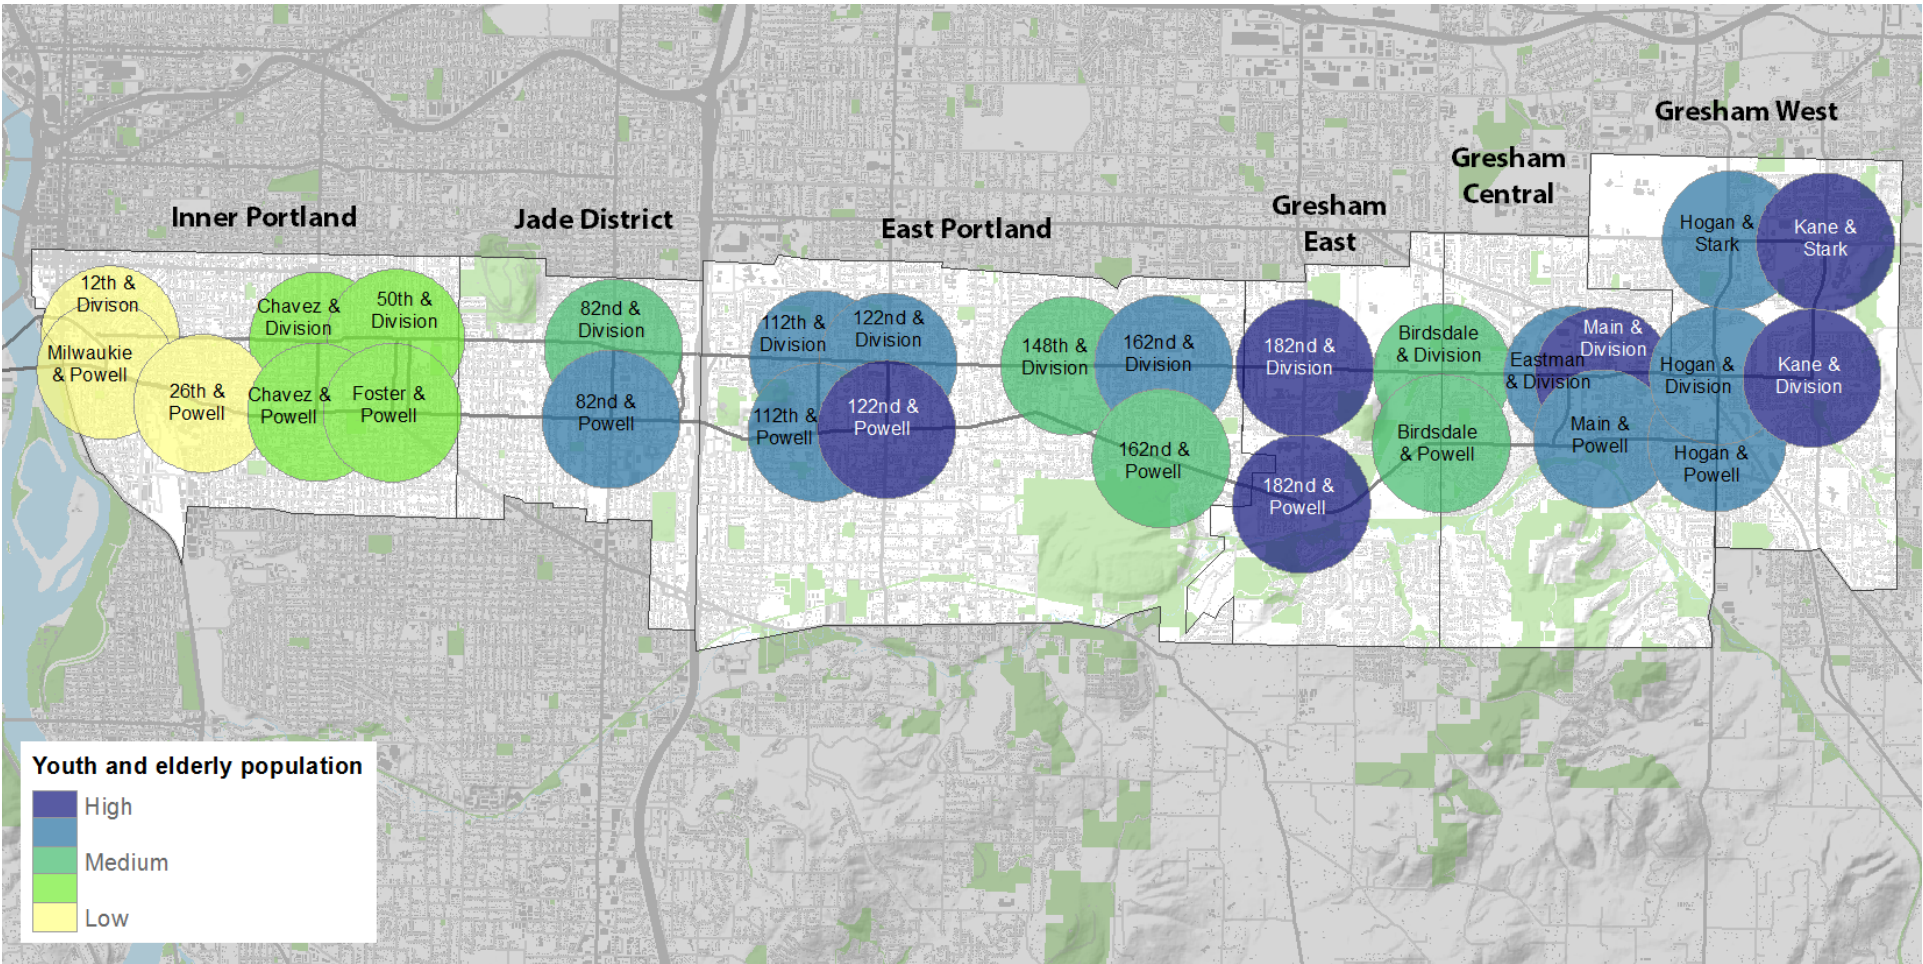 Gresham West
Gresham
Central
Inner Portland
Jade District
East Portland
Gresham
East
12th &
Divison
Milwaukie
& Powell
26th &
Powell
Chavez &
Division
50th &
Division
Chavez &
Powell
Foster &
Powell
82nd &
Division
82nd &
Powell
112th &
Division
122nd &
Division
112th &
Powell
122nd &
Powell
148th &
Division
162nd &
Division
162nd &
Powell
182nd &
Division
182nd &
Powell
Birdsdale
& Division
Birdsdale
& Powell
Eastman
& Division
Main &
Division
Main &
Powell
Hogan &
Stark
Kane &
Stark
Hogan &
Division
Kane &
Division
Hogan &
Powell
Youth and elderly population
High
Medium
Low